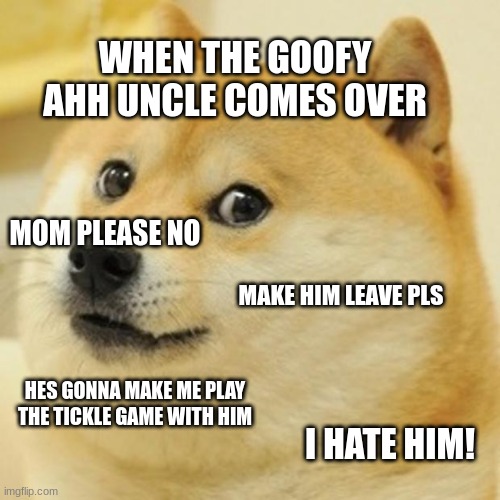 WHEN THE GOOFY
AHH UNCLE COMES OVER
MOM PLEASE NO
MAKE HIM LEAVE PLS
HES GONNA MAKE ME PLAY
THE TICKLE GAME WITH HIM
I HATE HIM!
imgflip.com